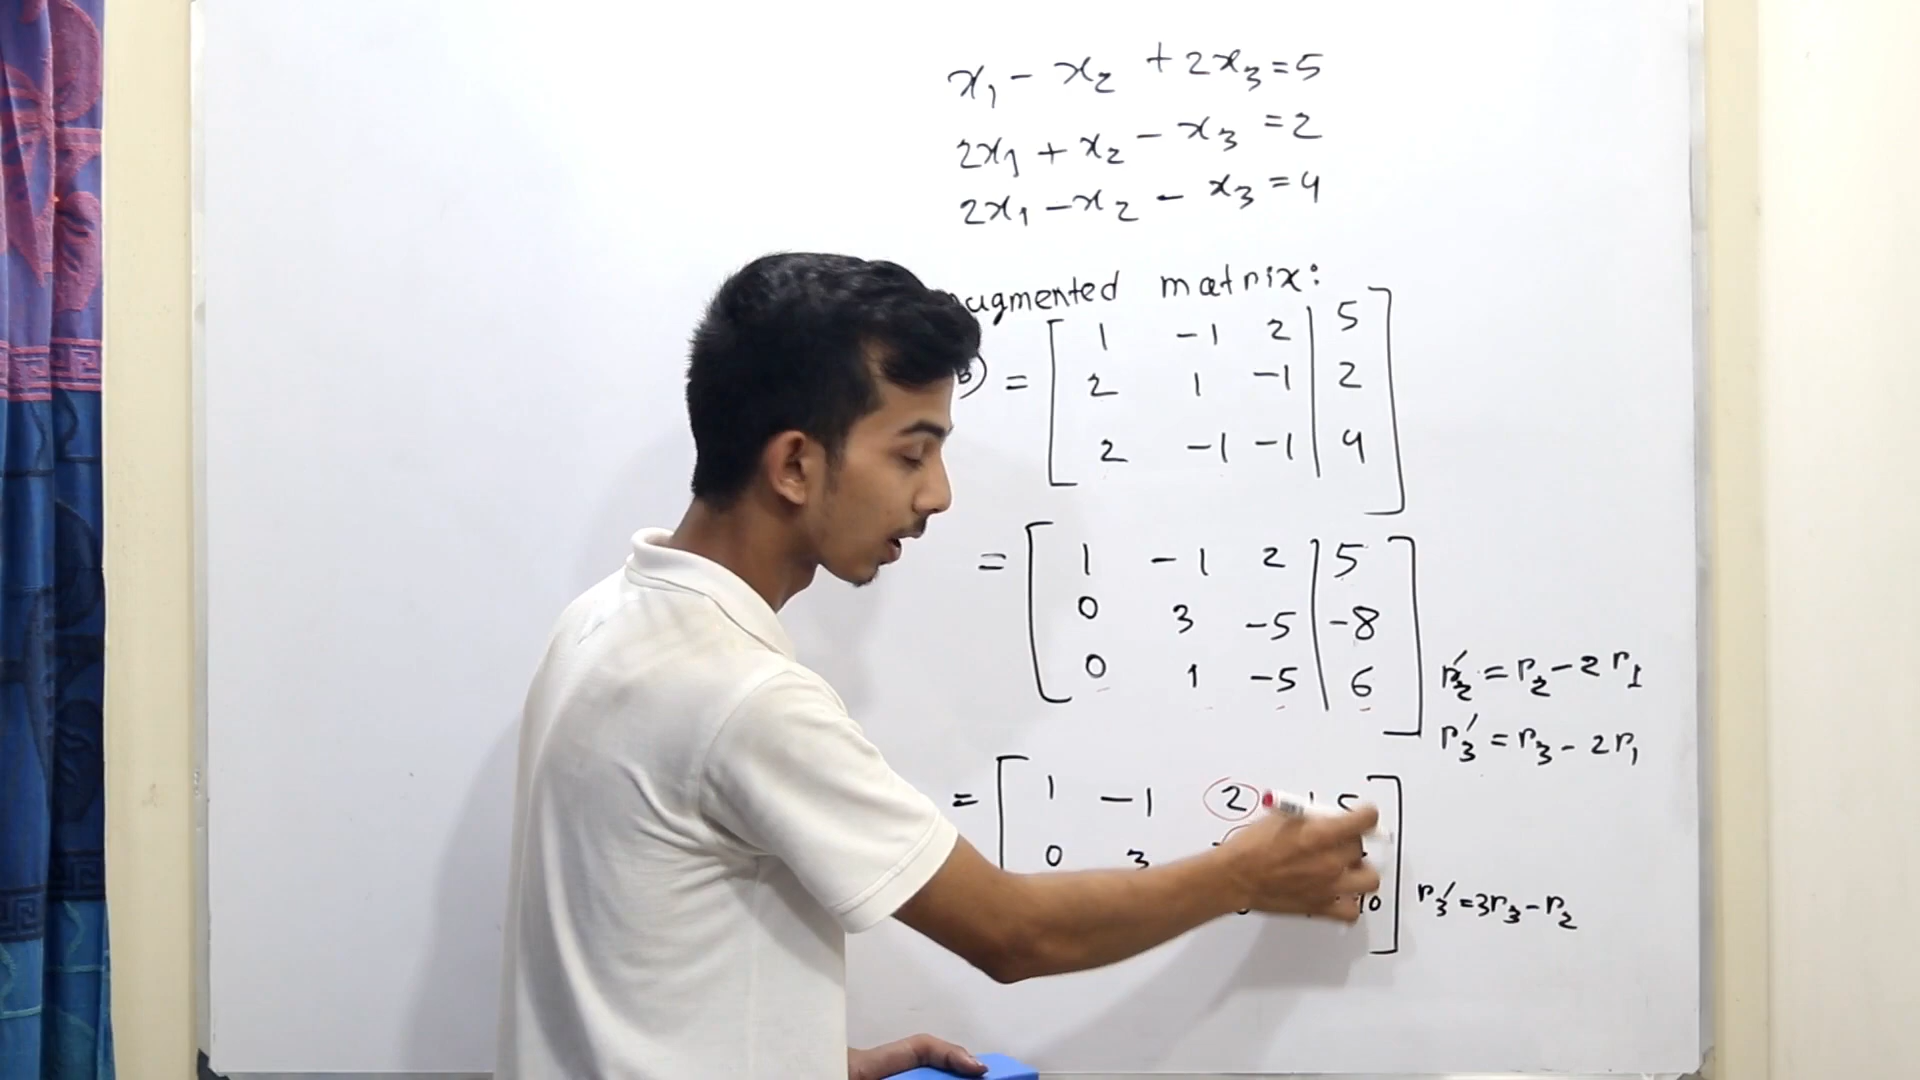 x₁ - x₂ + 2x₃ = 5
2x₁ + x₂ - x₃ = 2
2x₁ - x₂ - x₃ = 4
augmented matrix:
= [ 1 -1 2 | 5
2 1 -1 | 2
2 -1 -1 | 4 ]
= [ 1 -1 2 | 5
0 3 -5 | -8
0 1 -5 | 6 ]
r₂′ = r₂ - 2r₁
r₃′ = r₃ - 2r₁
= [ 1 -1 2 | 5
0 3
10 ] r₃′ = 3r₃ - r₂